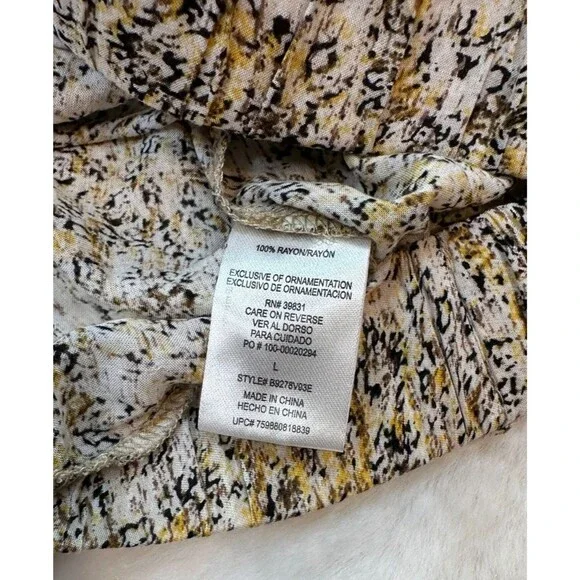 100% RAYON/RAYÓN
EXCLUSIVE OF ORNAMENTATION
EXCLUSIVO DE ORNAMENTACION
RN# 39831
CARE ON REVERSE
VER AL DORSO
PARA CUIDADO
PO # 100-00020294
L
STYLE# B9278V93E
MADE IN CHINA
HECHO EN CHINA
UPC# 759880818839